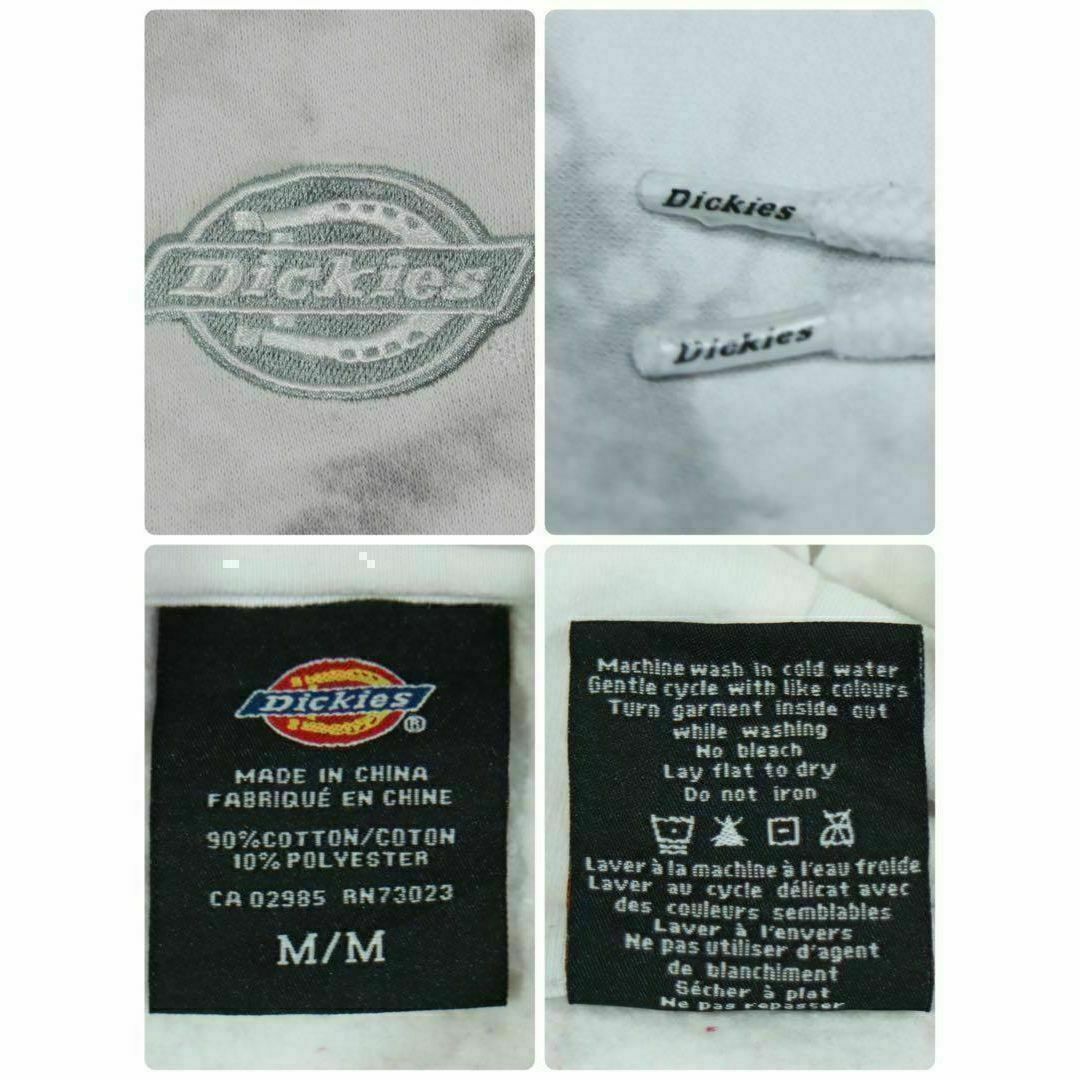 Dickies
Dickies
Dickies
Dickies®
MADE IN CHINA
FABRIQUÉ EN CHINE
90%COTTON/COTON
10% POLYESTER
CA 02985 RN73023
M/M
Machine wash in cold water
Gentle cycle with like colours
Turn garment inside out
while washing
No bleach
Lay flat to dry
Do not iron
Laver à la machine à l'eau froide
Laver au cycle délicat avec
des couleurs semblables
Laver à l'envers
Ne pas utiliser d'agent
de blanchiment
Sécher à plat
Ne pas repasser